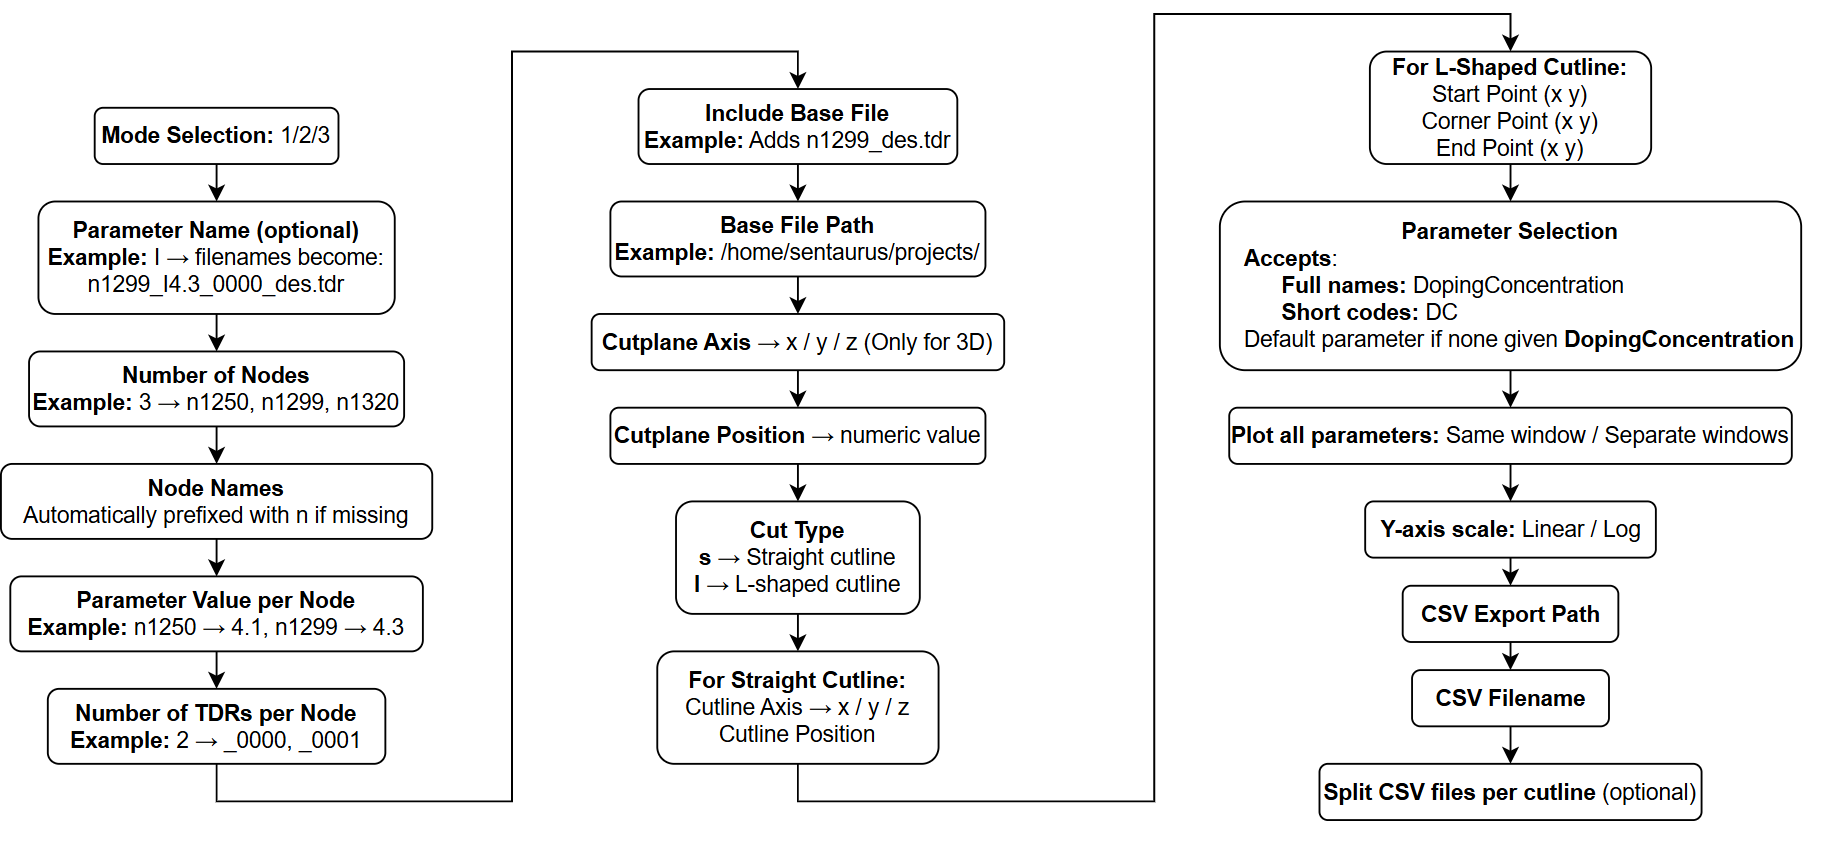 Mode Selection: 1/2/3
Parameter Name (optional)
Example: l → filenames become:
n1299_l4.3_0000_des.tdr
Number of Nodes
Example: 3 → n1250, n1299, n1320
Node Names
Automatically prefixed with n if missing
Parameter Value per Node
Example: n1250 → 4.1, n1299 → 4.3
Number of TDRs per Node
Example: 2 → _0000, _0001
Include Base File
Example: Adds n1299_des.tdr
Base File Path
Example: /home/sentaurus/projects/
Cutplane Axis → x / y / z (Only for 3D)
Cutplane Position → numeric value
Cut Type
s → Straight cutline
l → L-shaped cutline
For Straight Cutline:
Cutline Axis → x / y / z
Cutline Position
For L-Shaped Cutline:
Start Point (x y)
Corner Point (x y)
End Point (x y)
Parameter Selection
Accepts:
Full names: DopingConcentration
Short codes: DC
Default parameter if none given DopingConcentration
Plot all parameters: Same window / Separate windows
Y-axis scale: Linear / Log
CSV Export Path
CSV Filename
Split CSV files per cutline (optional)